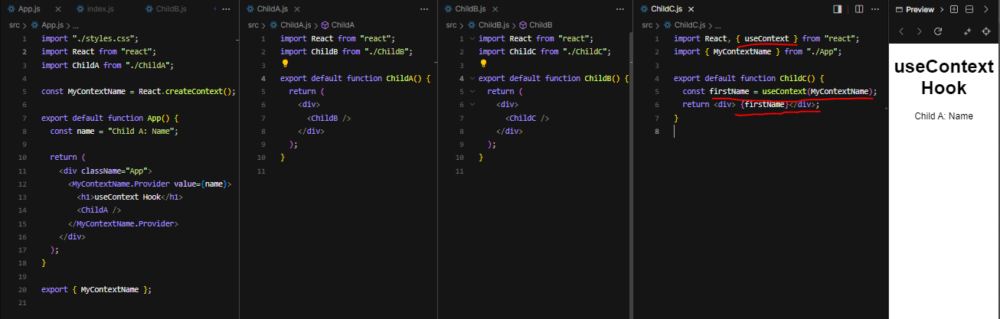 App.js
index.js
ChildB.js
src > App.js > ...
1 import "./styles.css";
2 import React from "react";
3 import ChildA from "./ChildA";
4
5 const MyContextName = React.createContext();
6
7 export default function App() {
8 const name = "Child A: Name";
9
10 return (
11 <div className="App">
12 <MyContextName.Provider value={name}>
13 <h1>useContext Hook</h1>
14 <ChildA />
15 </MyContextName.Provider>
16 </div>
17 );
18 }
19
20 export { MyContextName };
21
ChildA.js
src > ChildA.js > ChildA
1 import React from "react";
2 import ChildB from "./ChildB";
3
4 export default function ChildA() {
5 return (
6 <div>
7 <ChildB />
8 </div>
9 );
10 }
11
ChildB.js
src > ChildB.js > ChildB
1 import React from "react";
2 import ChildC from "./ChildC";
3
4 export default function ChildB() {
5 return (
6 <div>
7 <ChildC />
8 </div>
9 );
10 }
11
ChildC.js
src > ChildC.js > ...
1 import React, { useContext } from "react";
2 import { MyContextName } from "./App";
3
4 export default function ChildC() {
5 const firstName = useContext(MyContextName);
6 return <div> {firstName}</div>;
7 }
8
Preview
useContext
Hook
Child A: Name